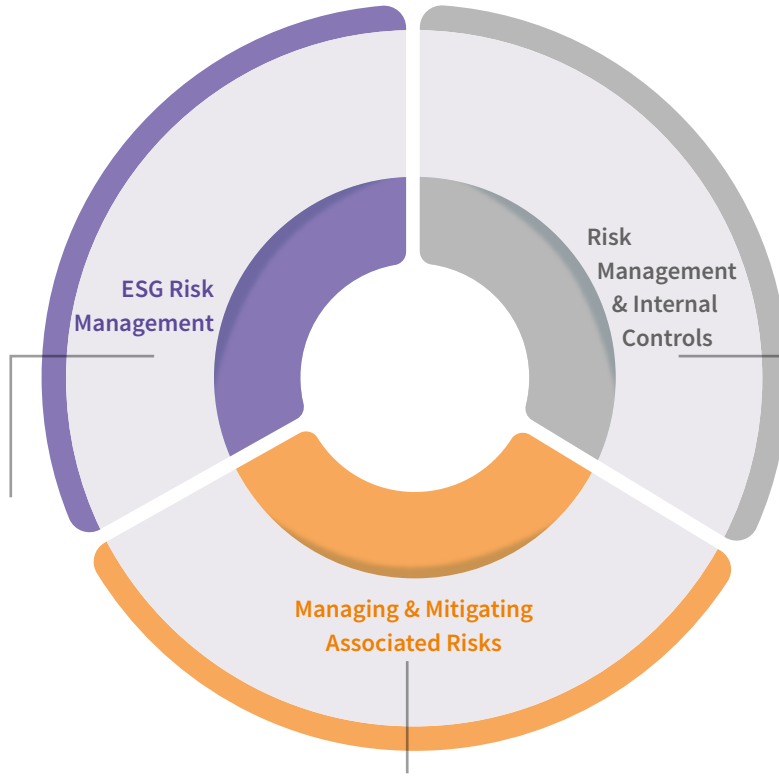 ESG Risk
Management
Risk
Management
& Internal
Controls
Managing & Mitigating
Associated Risks